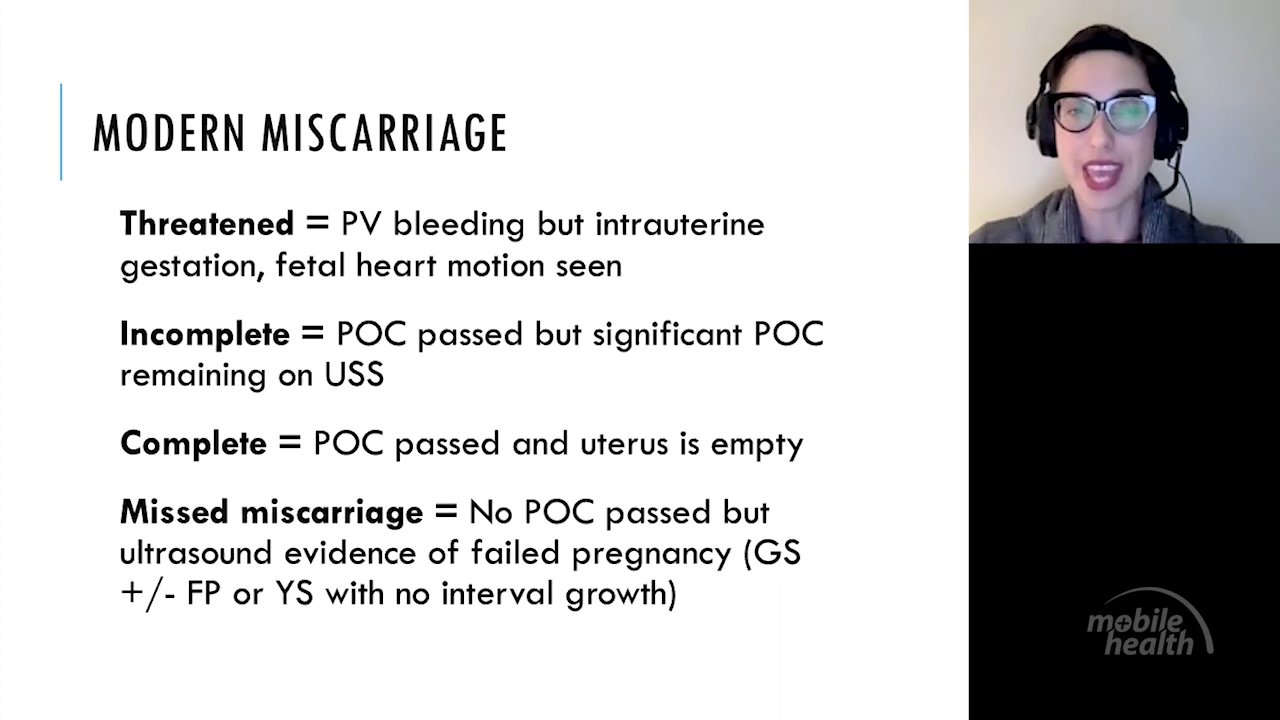 MODERN MISCARRIAGE
Threatened = PV bleeding but intrauterine
gestation, fetal heart motion seen
Incomplete = POC passed but significant POC
remaining on USS
Complete = POC passed and uterus is empty
Missed miscarriage = No POC passed but
ultrasound evidence of failed pregnancy (GS
+/- FP or YS with no interval growth)
mobile
health